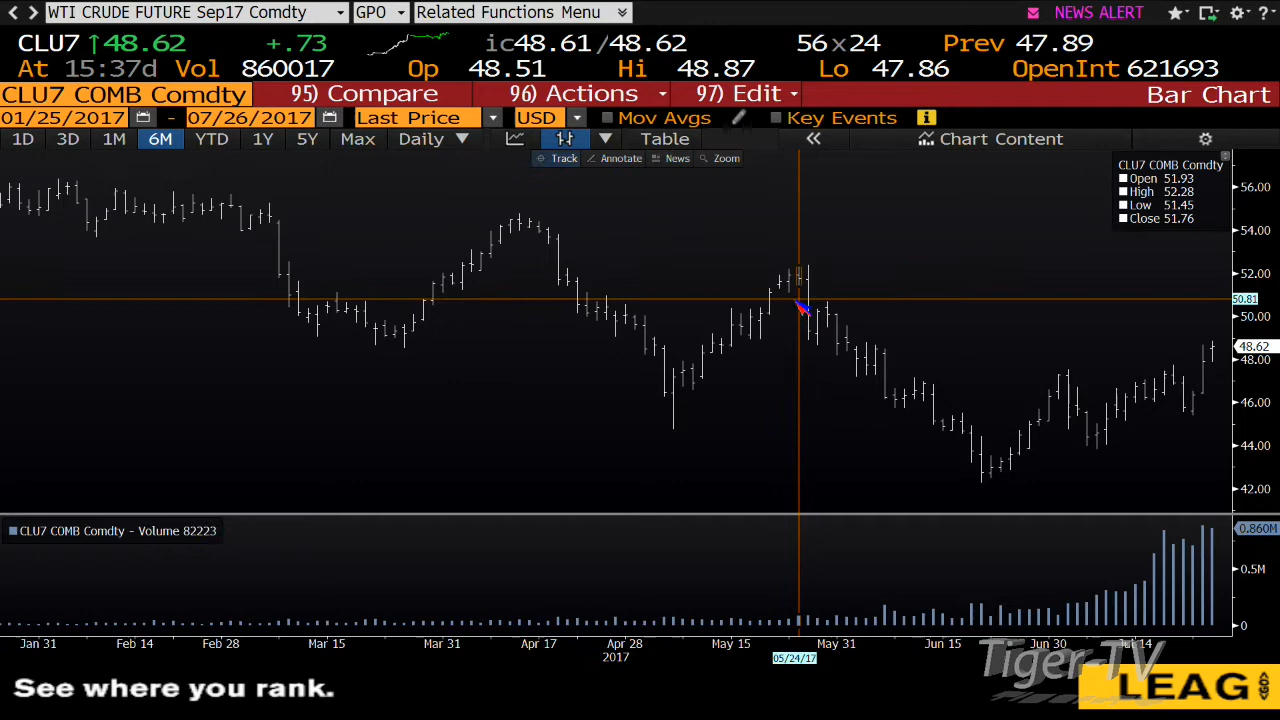 WTI CRUDE FUTURE Sep17 Comdty GPO Related Functions Menu NEWS ALERT ?
CLU7 ↑48.62 +.73 ic48.61/48.62 56x24 Prev 47.89
At 15:37d Vol 860017 Op 48.51 Hi 48.87 Lo 47.86 OpenInt 621693
CLU7 COMB Comdty 95) Compare 96) Actions 97) Edit Bar Chart
01/25/2017 - 07/26/2017 Last Price USD Mov Avgs Key Events i
1D 3D 1M 6M YTD 1Y 5Y Max Daily Table « Chart Content
Track Annotate News Zoom
CLU7 COMB Comdty
Open 51.93
High 52.28
Low 51.45
Close 51.76
56.00
54.00
52.00
50.81
50.00
48.62
48.00
46.00
44.00
42.00
CLU7 COMB Comdty - Volume 82223
0.860M
0.5M
0
Jan 31 Feb 14 Feb 28 Mar 15 Mar 31 Apr 17 Apr 28 May 15 May 31 Jun 15 Jun 30 Jul 14
2017 05/24/17
Tiger-TV
See where you rank.
LEAG